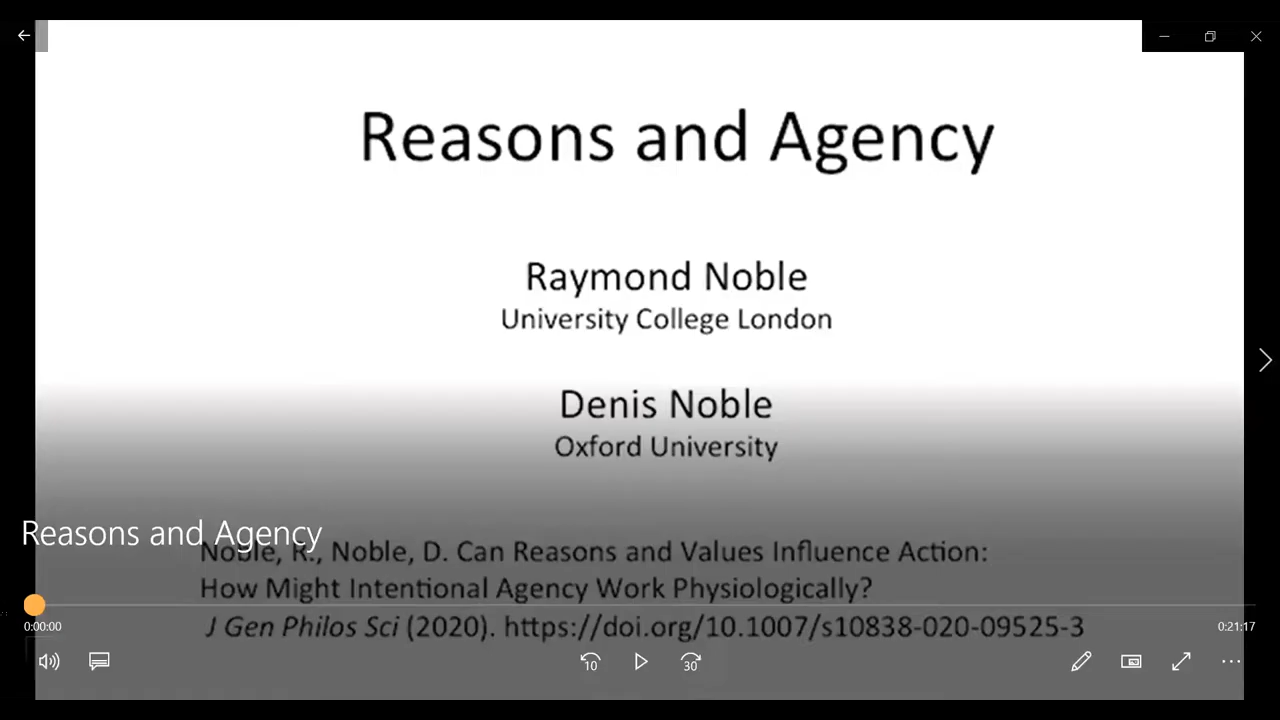 Reasons and Agency
Raymond Noble
University College London
Denis Noble
Oxford University
Reasons and Agency
Noble, R., Noble, D. Can Reasons and Values Influence Action:
How Might Intentional Agency Work Physiologically?
J Gen Philos Sci (2020). https://doi.org/10.1007/s10838-020-09525-3
0:00:00
0:21:17
10
30